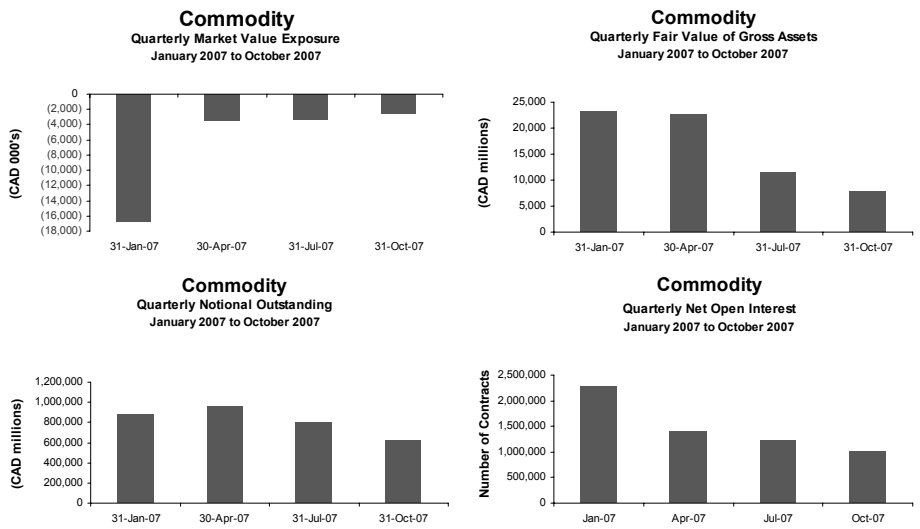 Commodity
Quarterly Market Value Exposure
January 2007 to October 2007
(CAD 000's)
0
(2,000)
(4,000)
(6,000)
(8,000)
(10,000)
(12,000)
(14,000)
(16,000)
(18,000)
31-Jan-07 30-Apr-07 31-Jul-07 31-Oct-07
Commodity
Quarterly Fair Value of Gross Assets
January 2007 to October 2007
(CAD millions)
25,000
20,000
15,000
10,000
5,000
0
31-Jan-07 30-Apr-07 31-Jul-07 31-Oct-07
Commodity
Quarterly Notional Outstanding
January 2007 to October 2007
(CAD millions)
1,200,000
1,000,000
800,000
600,000
400,000
200,000
0
31-Jan-07 30-Apr-07 31-Jul-07 31-Oct-07
Commodity
Quarterly Net Open Interest
January 2007 to October 2007
Number of Contracts
2,500,000
2,000,000
1,500,000
1,000,000
500,000
0
Jan-07 Apr-07 Jul-07 Oct-07